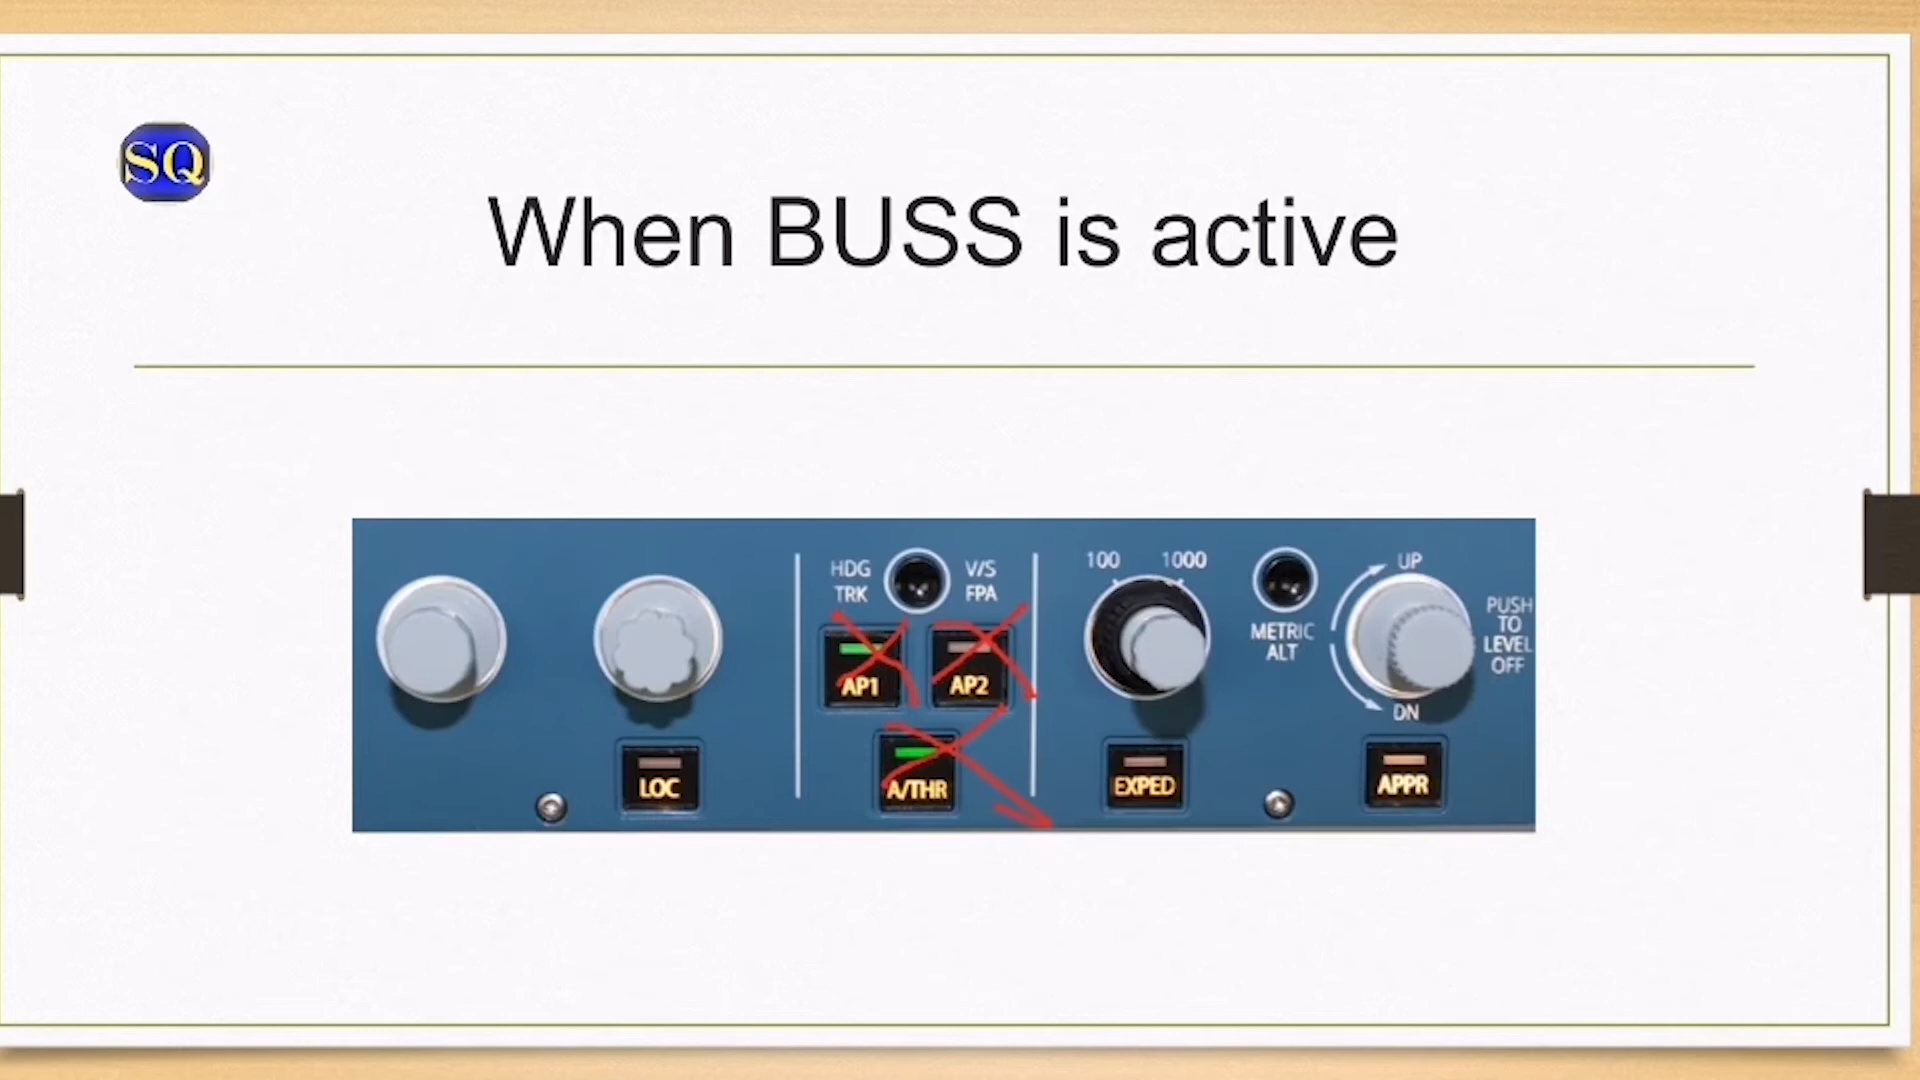 SQ
When BUSS is active
HDG V/S
TRK FPA
100 1000
UP
METRIC
ALT
PUSH
TO
LEVEL
OFF
AP1 AP2
DN
LOC A/THR EXPED APPR